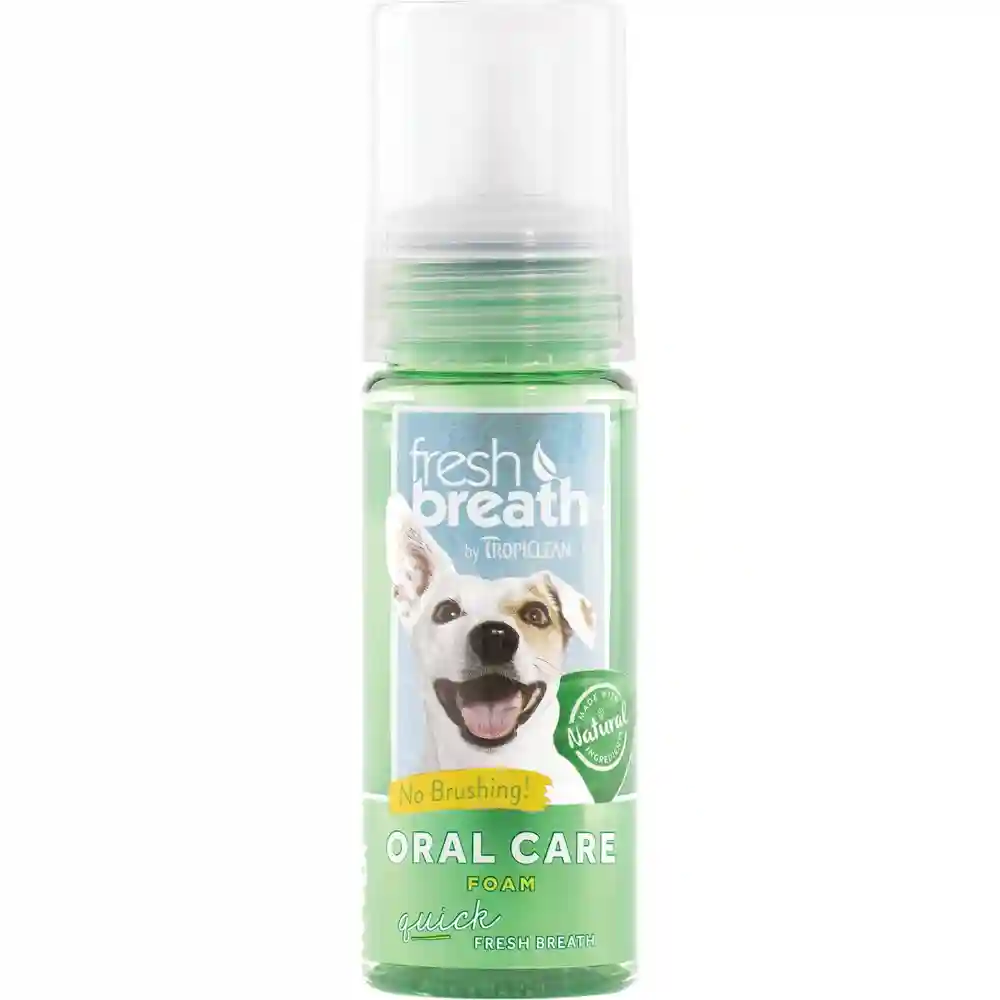 fresh
breath
by TROPICLEAN
MADE WITH
Natural
INGREDIENTS
No Brushing!
ORAL CARE
FOAM
quick
FRESH BREATH